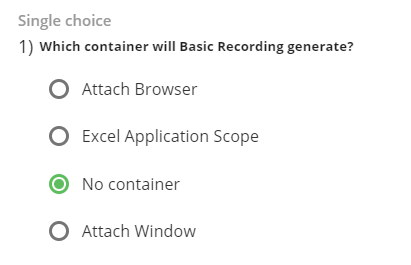 Single choice
1) Which container will Basic Recording generate?
Attach Browser
Excel Application Scope
No container
Attach Window